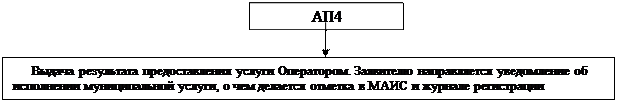 АП4
Выдача результата предоставления услуги Оператором. Заявителю направляется уведомление об
исполнении муниципальной услуги, о чем делается отметка в МАИС и журнале регистрации